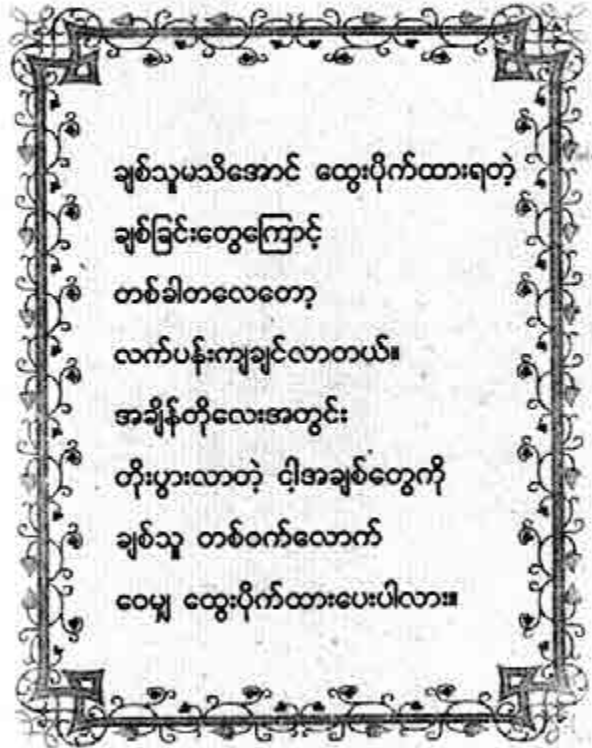 ချစ်သူမသိအောင် ထွေးပိုက်ထားရတဲ့
ချစ်ခြင်းတွေကြောင့်
တစ်ခါတလေတော့
လက်ပန်းကျချင်လာတယ်။
အချိန်တိုလေးအတွင်း
တိုးပွားလာတဲ့ ငါ့အချစ်တွေကို
ချစ်သူ တစ်ဝက်လောက်
ဝေမျှ ထွေးပိုက်ထားပေးပါလား။